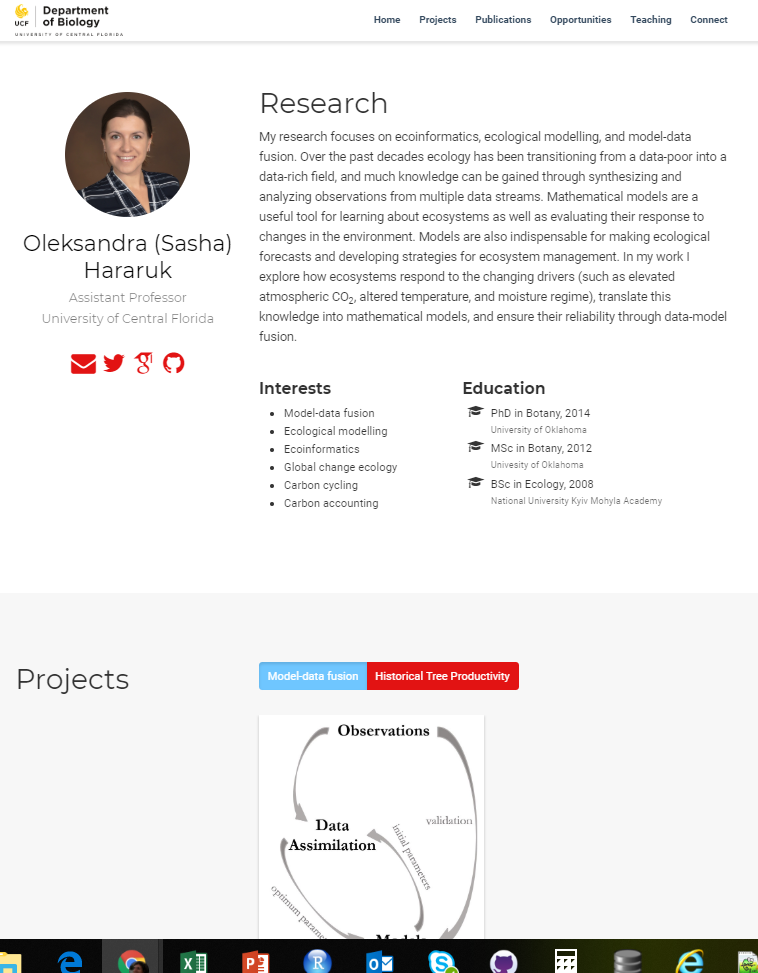 UCF
Department
of Biology
UNIVERSITY OF CENTRAL FLORIDA
Home Projects Publications Opportunities Teaching Connect
Oleksandra (Sasha)
Hararuk
Assistant Professor
University of Central Florida
Research
My research focuses on ecoinformatics, ecological modelling, and model-data
fusion. Over the past decades ecology has been transitioning from a data-poor into a
data-rich field, and much knowledge can be gained through synthesizing and
analyzing observations from multiple data streams. Mathematical models are a
useful tool for learning about ecosystems as well as evaluating their response to
changes in the environment. Models are also indispensable for making ecological
forecasts and developing strategies for ecosystem management. In my work I
explore how ecosystems respond to the changing drivers (such as elevated
atmospheric CO₂, altered temperature, and moisture regime), translate this
knowledge into mathematical models, and ensure their reliability through data-model
fusion.
Interests
Model-data fusion
Ecological modelling
Ecoinformatics
Global change ecology
Carbon cycling
Carbon accounting
Education
PhD in Botany, 2014
University of Oklahoma
MSc in Botany, 2012
Univesity of Oklahoma
BSc in Ecology, 2008
National University Kyiv Mohyla Academy
Projects
Model-data fusion Historical Tree Productivity
Observations
Data
Assimilation
validation
initial parameters
optimum